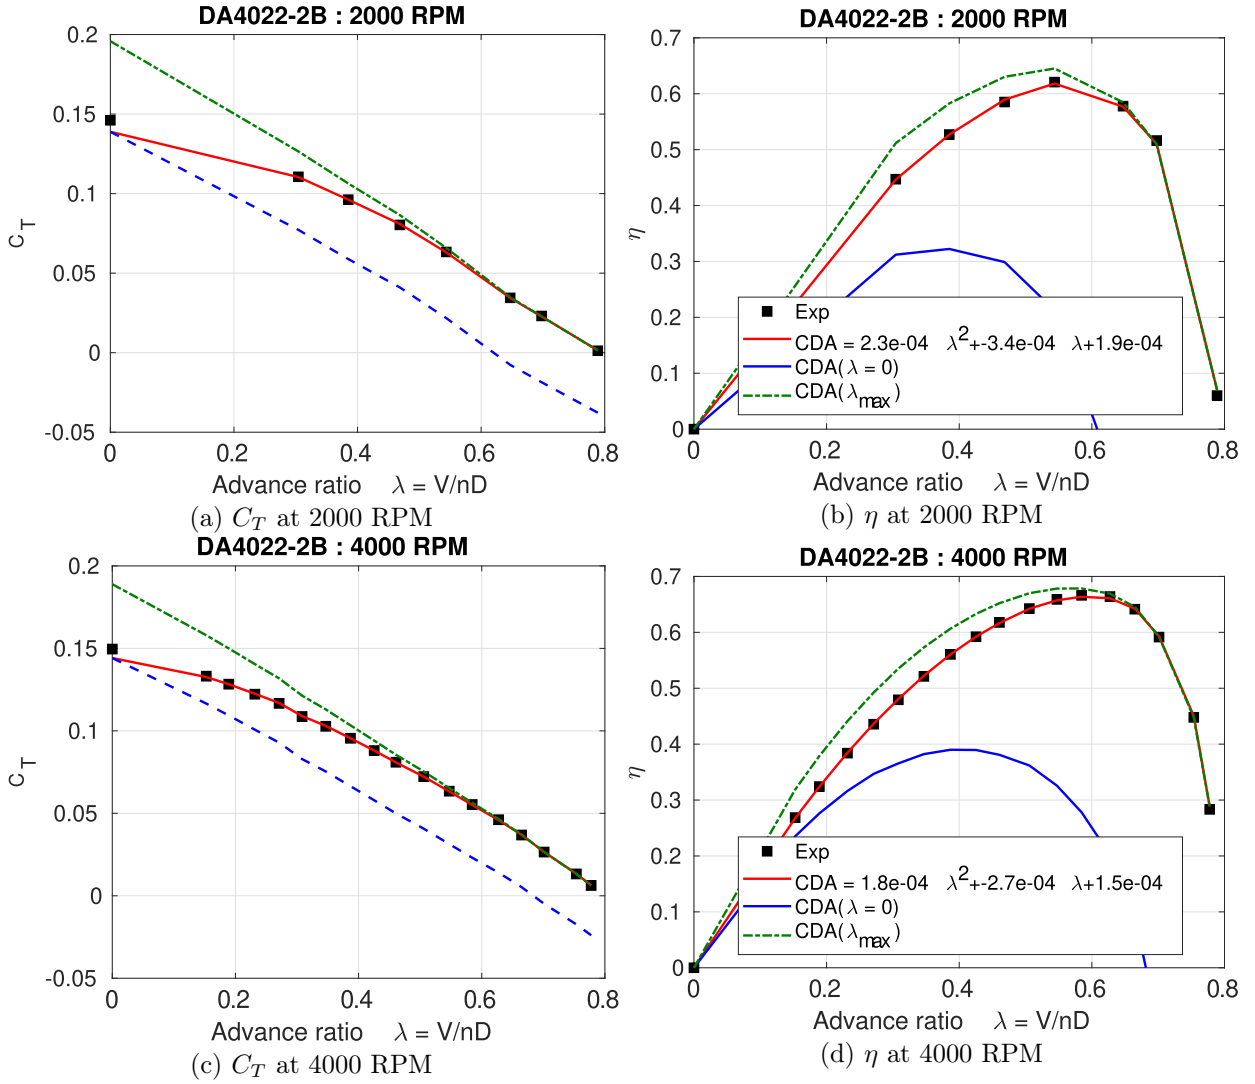 DA4022-2B : 2000 RPM
0.2
0.15
0.1
0.05
0
-0.05
C_T
0 0.2 0.4 0.6 0.8
Advance ratio λ = V/nD
(a) C_T at 2000 RPM
DA4022-2B : 2000 RPM
0.7
0.6
0.5
0.4
0.3
0.2
0.1
0
η
Exp
CDA = 2.3e-04 λ²+-3.4e-04 λ+1.9e-04
CDA(λ = 0)
CDA(λ_max)
0 0.2 0.4 0.6 0.8
Advance ratio λ = V/nD
(b) η at 2000 RPM
DA4022-2B : 4000 RPM
0.2
0.15
0.1
0.05
0
-0.05
C_T
0 0.2 0.4 0.6 0.8
Advance ratio λ = V/nD
(c) C_T at 4000 RPM
DA4022-2B : 4000 RPM
0.7
0.6
0.5
0.4
0.3
0.2
0.1
0
η
Exp
CDA = 1.8e-04 λ²+-2.7e-04 λ+1.5e-04
CDA(λ = 0)
CDA(λ_max)
0 0.2 0.4 0.6 0.8
Advance ratio λ = V/nD
(d) η at 4000 RPM